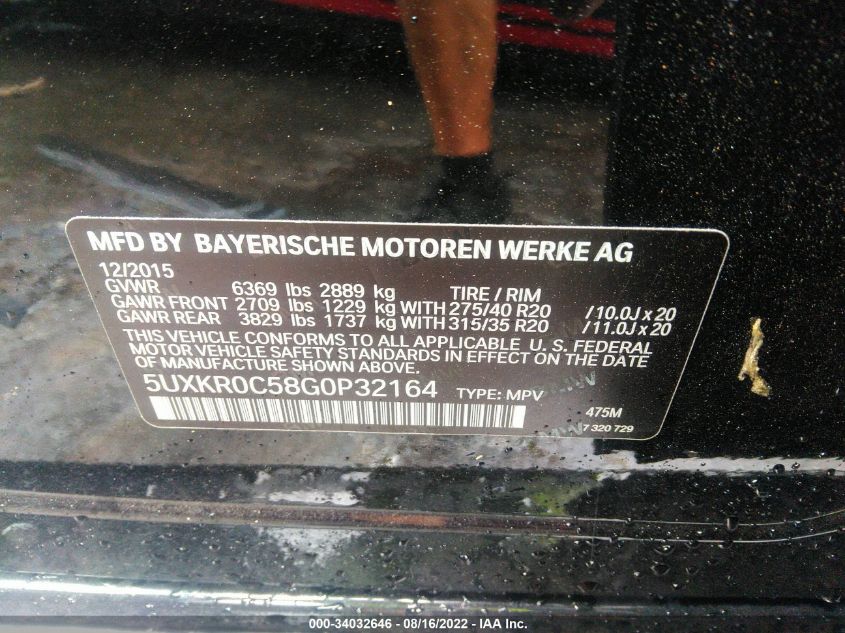 MFD BY BAYERISCHE MOTOREN WERKE AG
12/2015
GVWR 6369 lbs 2889 kg TIRE / RIM
GAWR FRONT 2709 lbs 1229 kg WITH 275/40 R20 /10.0J x 20
GAWR REAR 3829 lbs 1737 kg WITH 315/35 R20 /11.0J x 20
THIS VEHICLE CONFORMS TO ALL APPLICABLE U. S. FEDERAL
MOTOR VEHICLE SAFETY STANDARDS IN EFFECT ON THE DATE
OF MANUFACTURE SHOWN ABOVE.
5UXKR0C58G0P32164 TYPE: MPV
475M
7 320 729
000-34032646 - 08/16/2022 - IAA Inc.